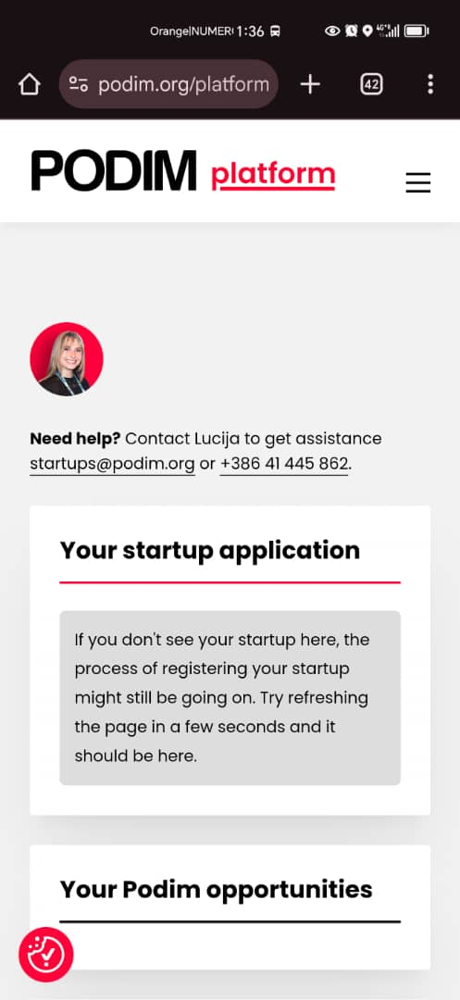 Orange|NUMER 1:36
podim.org/platform
42
PODIM platform
Need help? Contact Lucija to get assistance
startups@podim.org or +386 41 445 862.
Your startup application
If you don't see your startup here, the
process of registering your startup
might still be going on. Try refreshing
the page in a few seconds and it
should be here.
Your Podim opportunities